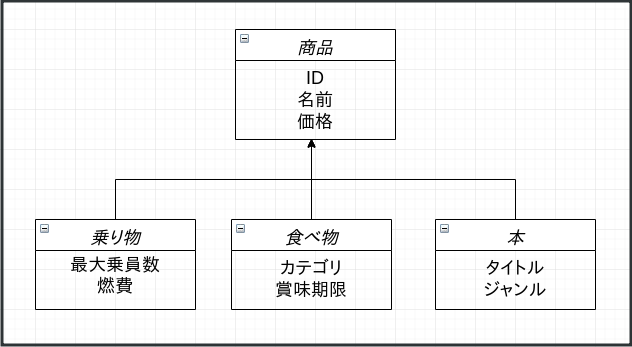 商品
ID
名前
価格
乗り物
最大乗員数
燃費
食べ物
カテゴリ
賞味期限
本
タイトル
ジャンル